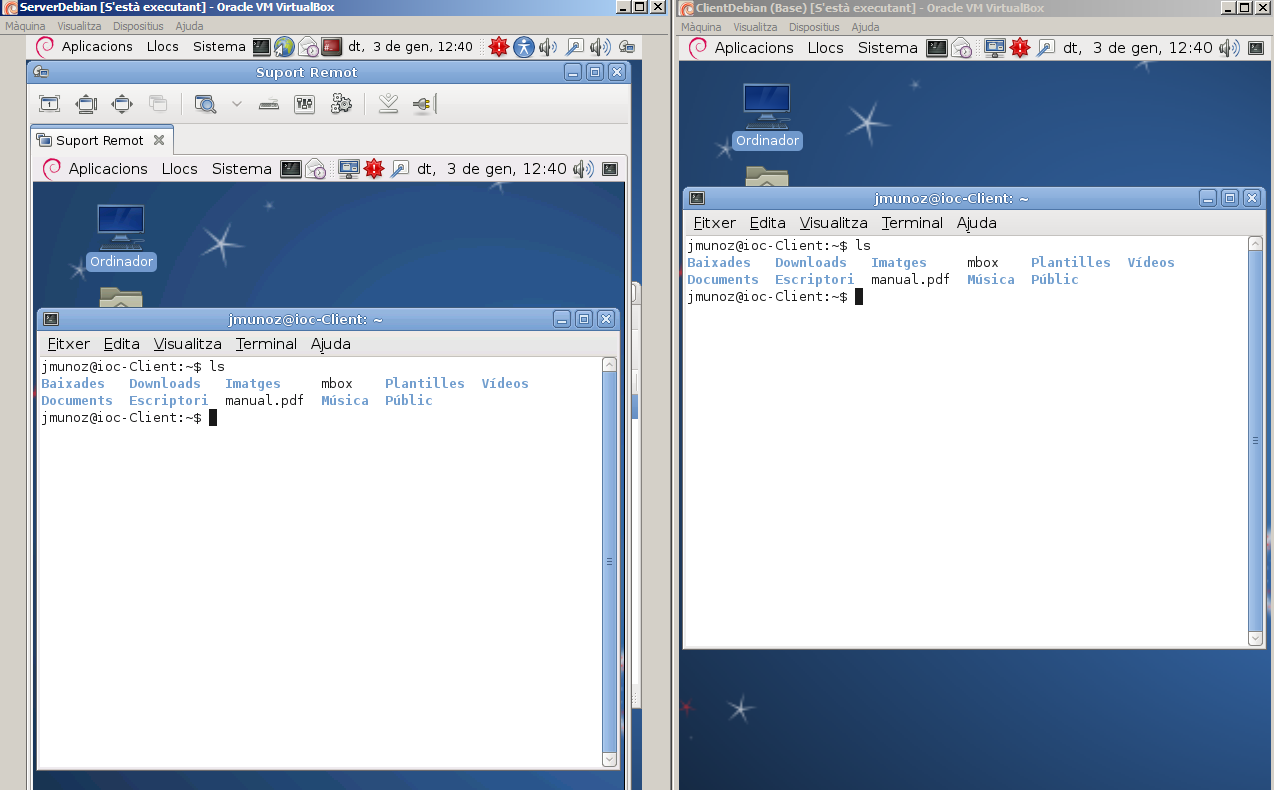 ServerDebian [S'està executant] - Oracle VM VirtualBox
Màquina Visualitza Dispositius Ajuda
Aplicacions Llocs Sistema dt, 3 de gen, 12:40
Suport Remot
1
Suport Remot
Aplicacions Llocs Sistema dt, 3 de gen, 12:40
Ordinador
jmunoz@ioc-Client: ~
Fitxer Edita Visualitza Terminal Ajuda
jmunoz@ioc-Client:~$ ls
Baixades Downloads Imatges mbox Plantilles Vídeos
Documents Escriptori manual.pdf Música Públic
jmunoz@ioc-Client:~$
ClientDebian (Base) [S'està executant] - Oracle VM VirtualBox
Màquina Visualitza Dispositius Ajuda
Aplicacions Llocs Sistema dt, 3 de gen, 12:40
Ordinador
jmunoz@ioc-Client: ~
Fitxer Edita Visualitza Terminal Ajuda
jmunoz@ioc-Client:~$ ls
Baixades Downloads Imatges mbox Plantilles Vídeos
Documents Escriptori manual.pdf Música Públic
jmunoz@ioc-Client:~$